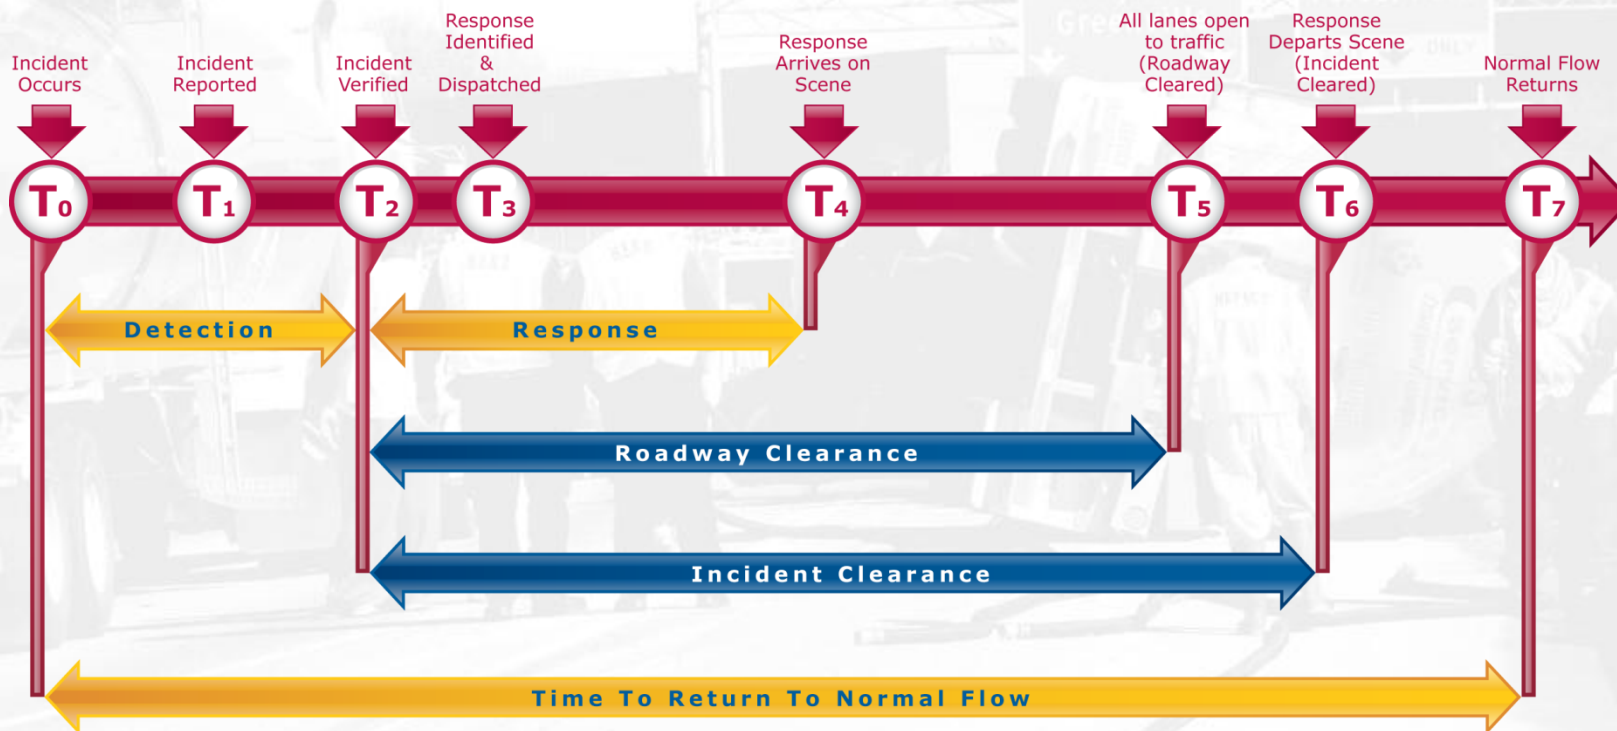 Incident
Occurs
Incident
Reported
Incident
Verified
Response
Identified
&
Dispatched
Response
Arrives on
Scene
All lanes open
to traffic
(Roadway
Cleared)
Response
Departs Scene
(Incident
Cleared)
Normal Flow
Returns
T0
T1
T2
T3
T4
T5
T6
T7
Detection
Response
Roadway Clearance
Incident Clearance
Time To Return To Normal Flow